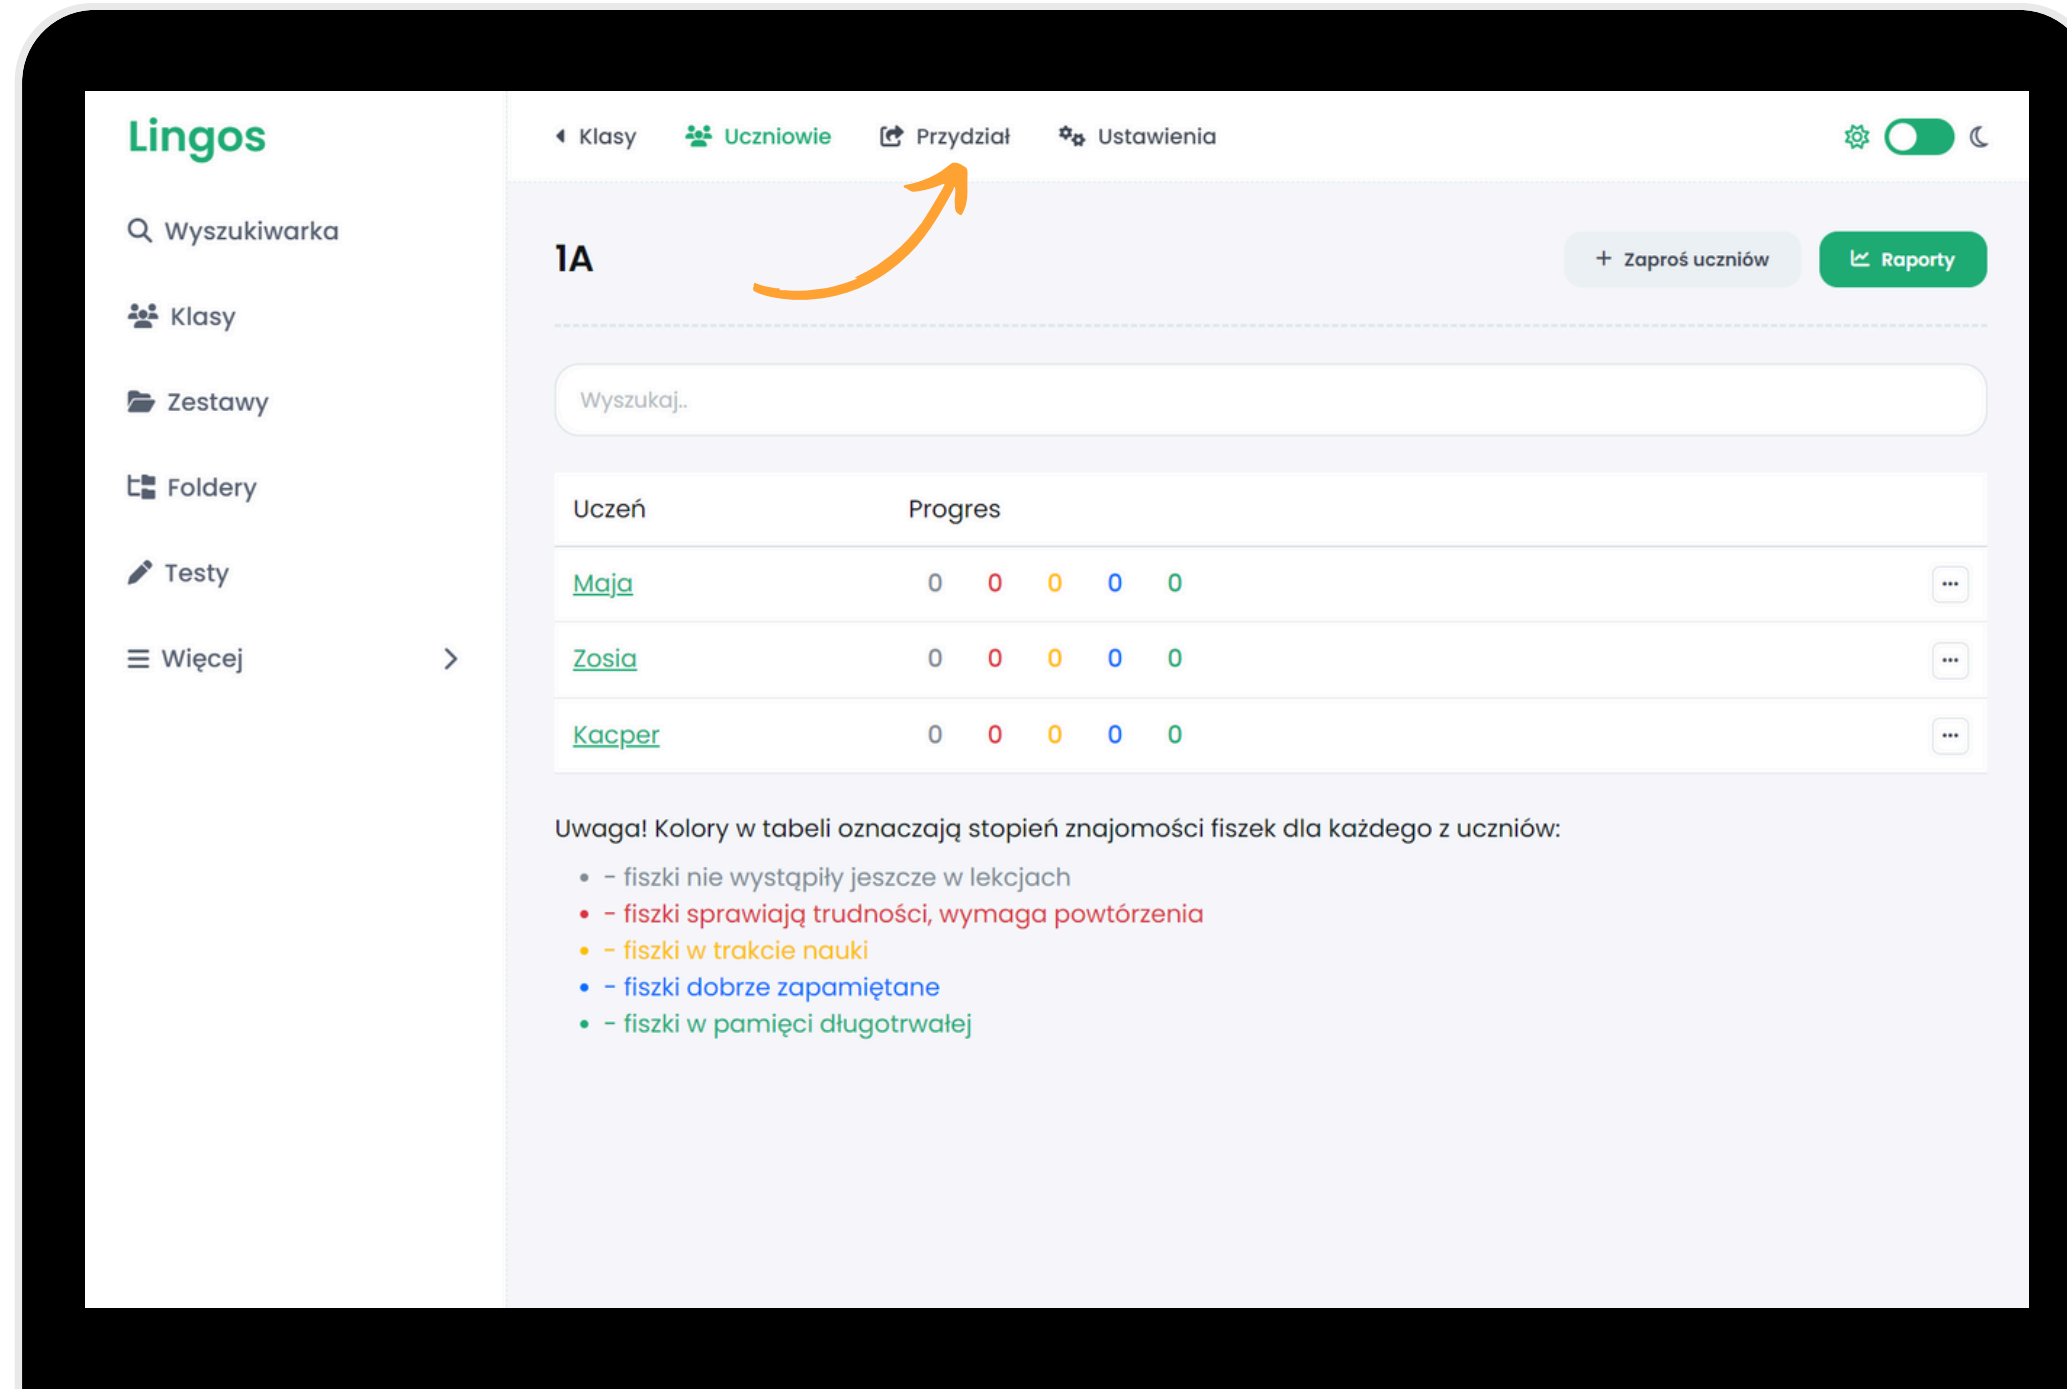 Lingos
Klasy Uczniowie Przydział Ustawienia
Wyszukiwarka
Klasy
Zestawy
Foldery
Testy
Więcej
1A
+ Zaproś uczniów Raporty
Wyszukaj..
Uczeń Progres
Maja 0 0 0 0 0
Zosia 0 0 0 0 0
Kacper 0 0 0 0 0
Uwaga! Kolory w tabeli oznaczają stopień znajomości fiszek dla każdego z uczniów:
• - fiszki nie wystąpiły jeszcze w lekcjach
• - fiszki sprawiają trudności, wymaga powtórzenia
• - fiszki w trakcie nauki
• - fiszki dobrze zapamiętane
• - fiszki w pamięci długotrwałej